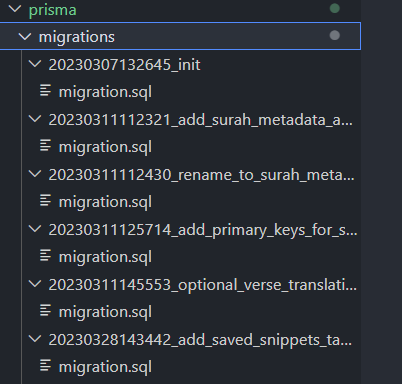 prisma
migrations
20230307132645_init
migration.sql
20230311112321_add_surah_metadata_a...
migration.sql
20230311112430_rename_to_surah_meta...
migration.sql
20230311125714_add_primary_keys_for_s...
migration.sql
20230311145553_optional_verse_translati...
migration.sql
20230328143442_add_saved_snippets_ta...
migration.sql